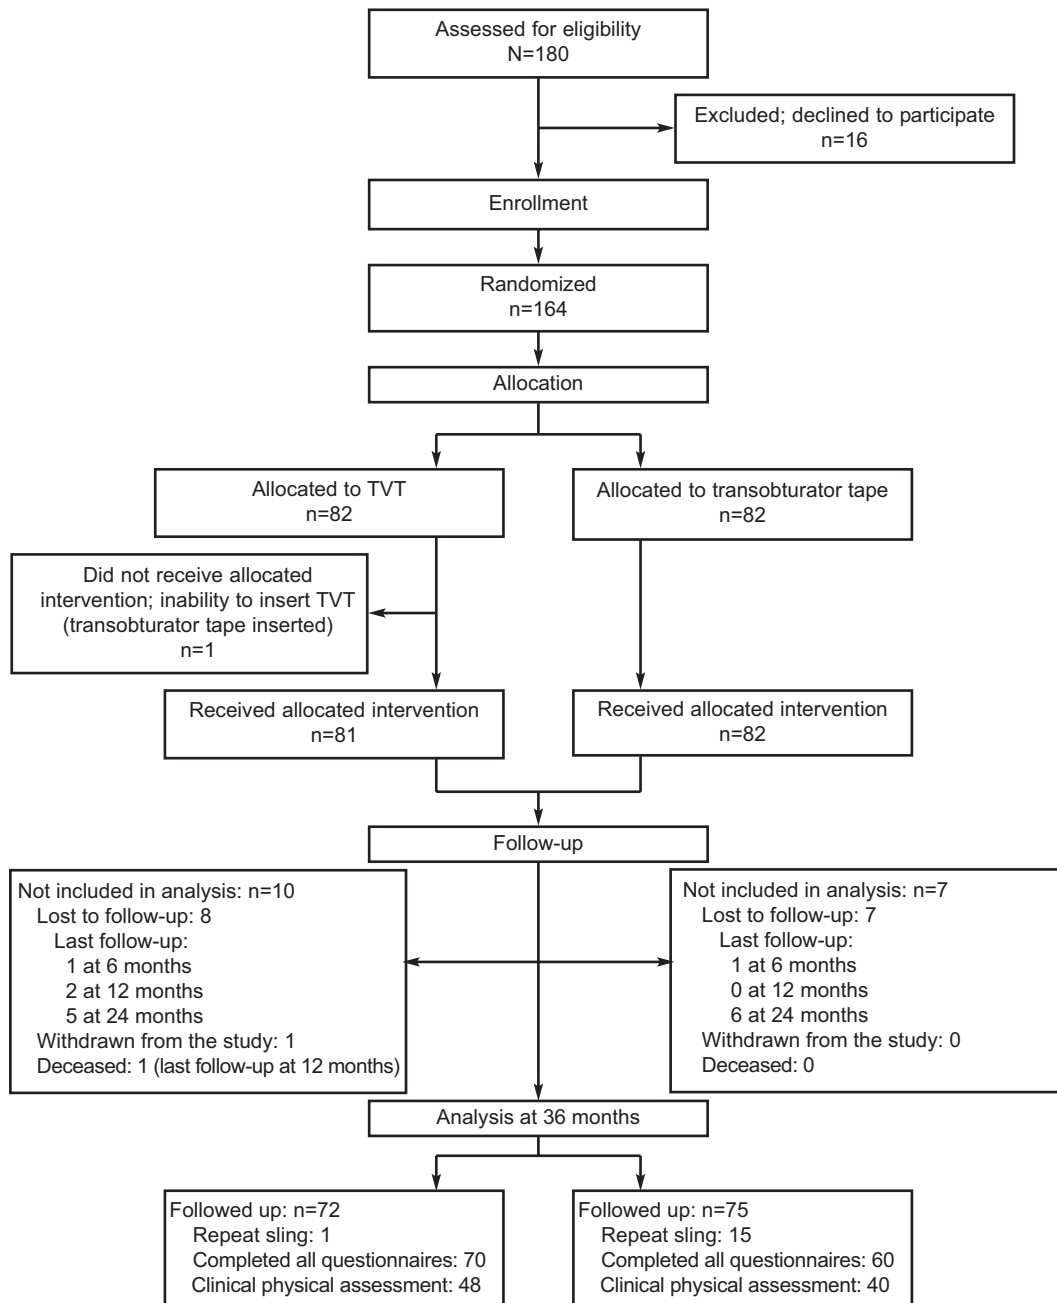 Assessed for eligibility
N=180
Excluded; declined to participate
n=16
Enrollment
Randomized
n=164
Allocation
Allocated to TVT
n=82
Allocated to transobturator tape
n=82
Did not receive allocated
intervention; inability to insert TVT
(transobturator tape inserted)
n=1
Received allocated intervention
n=81
Received allocated intervention
n=82
Follow-up
Not included in analysis: n=10
Lost to follow-up: 8
Last follow-up:
1 at 6 months
2 at 12 months
5 at 24 months
Withdrawn from the study: 1
Deceased: 1 (last follow-up at 12 months)
Not included in analysis: n=7
Lost to follow-up: 7
Last follow-up:
1 at 6 months
0 at 12 months
6 at 24 months
Withdrawn from the study: 0
Deceased: 0
Analysis at 36 months
Followed up: n=72
Repeat sling: 1
Completed all questionnaires: 70
Clinical physical assessment: 48
Followed up: n=75
Repeat sling: 15
Completed all questionnaires: 60
Clinical physical assessment: 40